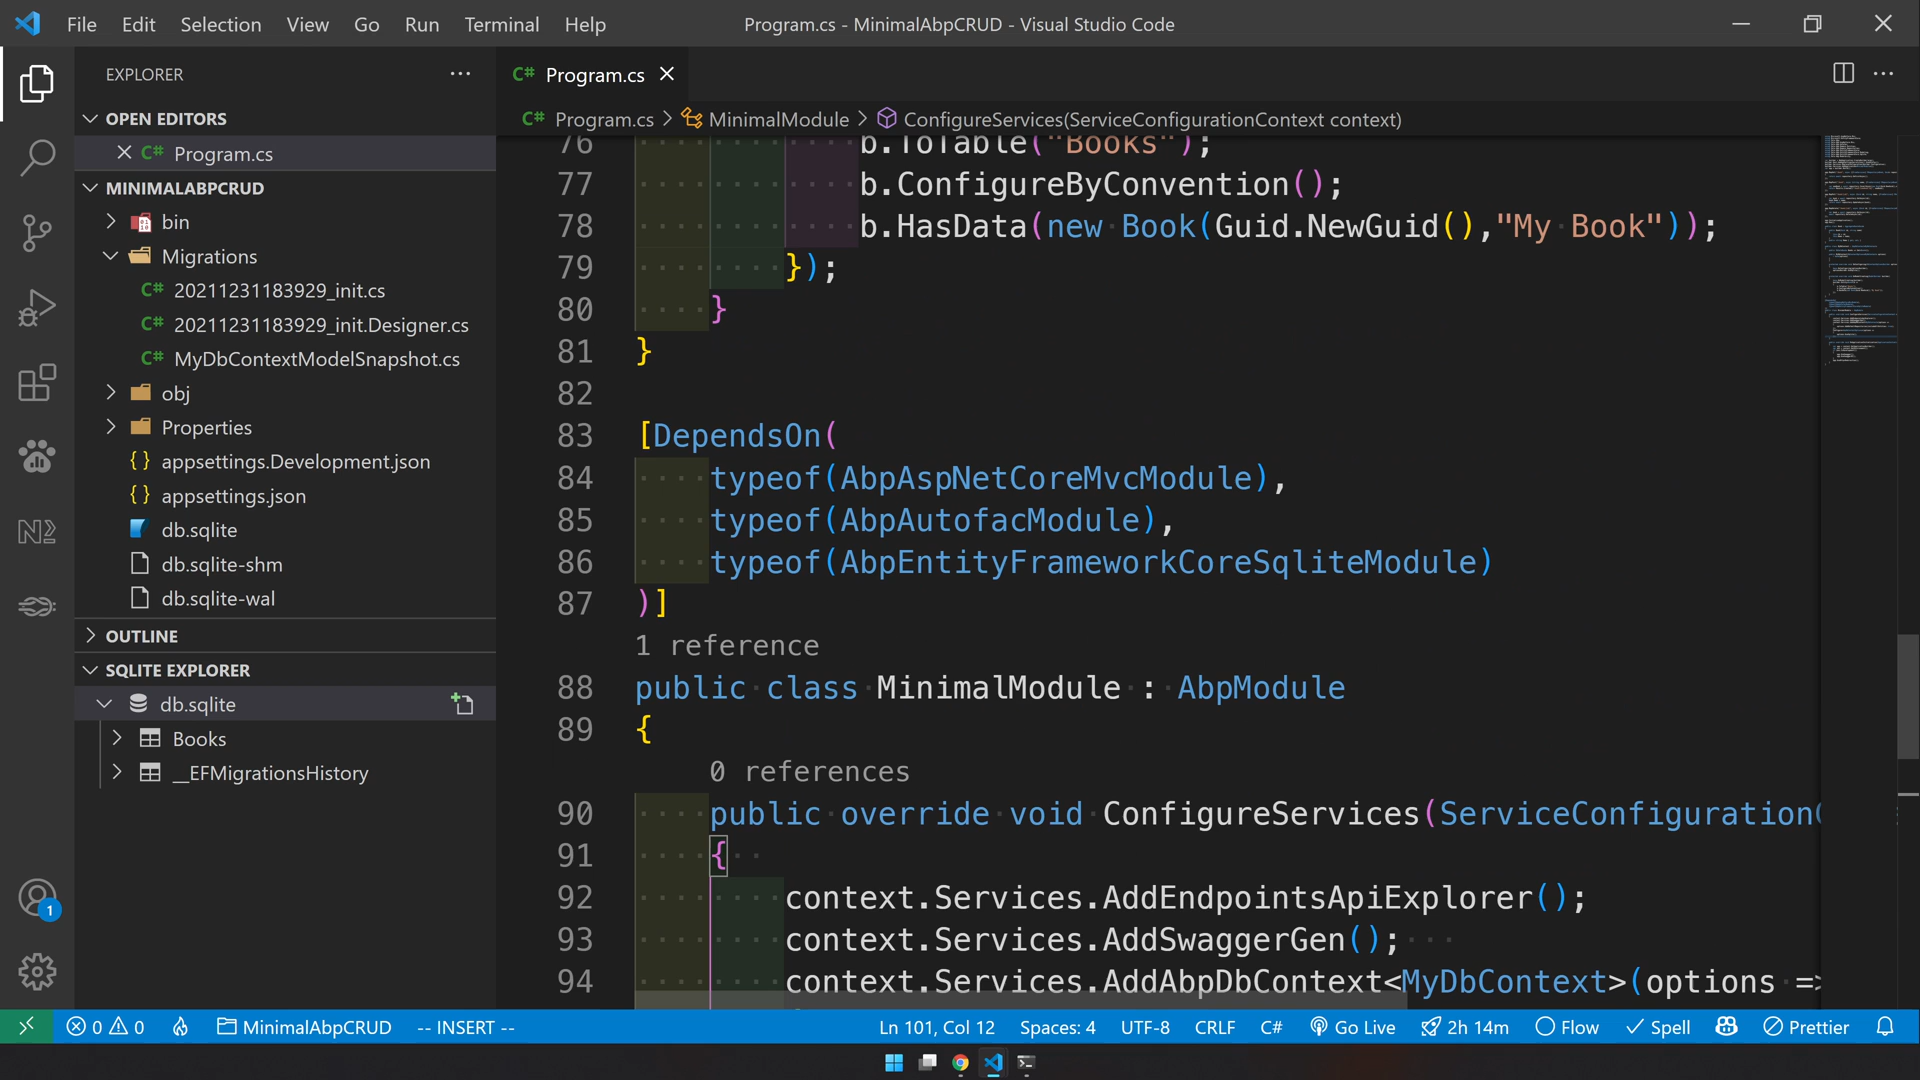 File Edit Selection View Go Run Terminal Help Program.cs - MinimalAbpCRUD - Visual Studio Code
EXPLORER
Program.cs
OPEN EDITORS
Program.cs > MinimalModule > ConfigureServices(ServiceConfigurationContext context)
Program.cs
MINIMALABPCRUD
bin
Migrations
20211231183929_init.cs
20211231183929_init.Designer.cs
MyDbContextModelSnapshot.cs
obj
Properties
appsettings.Development.json
appsettings.json
db.sqlite
db.sqlite-shm
db.sqlite-wal
OUTLINE
SQLITE EXPLORER
db.sqlite
Books
__EFMigrationsHistory
76 b.ToTable("Books");
77 b.ConfigureByConvention();
78 b.HasData(new Book(Guid.NewGuid(),"My Book"));
79 });
80 }
81 }
82
83 [DependsOn(
84 typeof(AbpAspNetCoreMvcModule),
85 typeof(AbpAutofacModule),
86 typeof(AbpEntityFrameworkCoreSqliteModule)
87 )]
1 reference
88 public class MinimalModule : AbpModule
89 {
0 references
90 public override void ConfigureServices(ServiceConfiguration
91 {
92 context.Services.AddEndpointsApiExplorer();
93 context.Services.AddSwaggerGen();
94 context.Services.AddAbpDbContext<MyDbContext>(options =>
1
0 0 MinimalAbpCRUD -- INSERT -- Ln 101, Col 12 Spaces: 4 UTF-8 CRLF C# Go Live 2h 14m Flow Spell Prettier